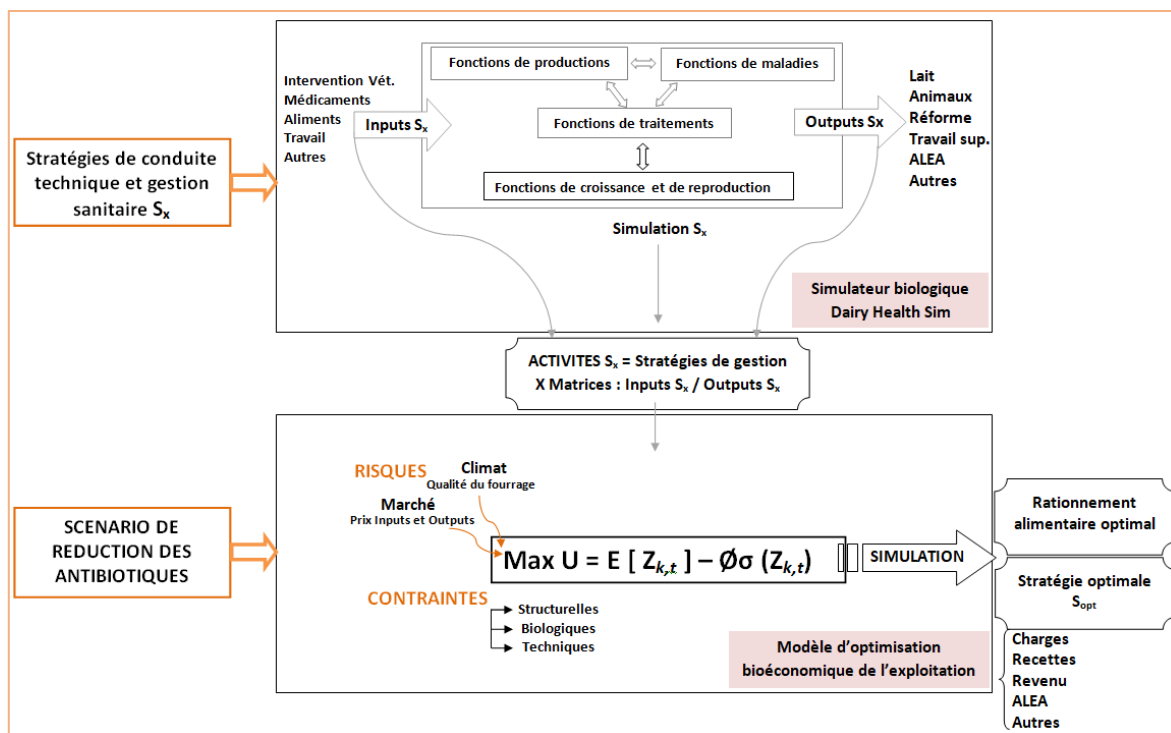 Stratégies de conduite
technique et gestion
sanitaire Sx
Intervention Vét.
Médicaments
Aliments
Travail
Autres
Inputs Sx
Fonctions de productions
Fonctions de maladies
Fonctions de traitements
Fonctions de croissance et de reproduction
Simulation Sx
Outputs Sx
Lait
Animaux
Réforme
Travail sup.
ALEA
Autres
Simulateur biologique
Dairy Health Sim
ACTIVITES Sx = Stratégies de gestion
X Matrices : Inputs Sx / Outputs Sx
SCENARIO DE
REDUCTION DES
ANTIBIOTIQUES
RISQUES
Climat
Qualité du fourrage
Marché
Prix Inputs et Outputs
Max U = E [ Zk,t ] – Øσ (Zk,t)
CONTRAINTES
Structurelles
Biologiques
Techniques
SIMULATION
Modèle d’optimisation
bioéconomique de l’exploitation
Rationnement
alimentaire optimal
Stratégie optimale
Sopt
Charges
Recettes
Revenu
ALEA
Autres